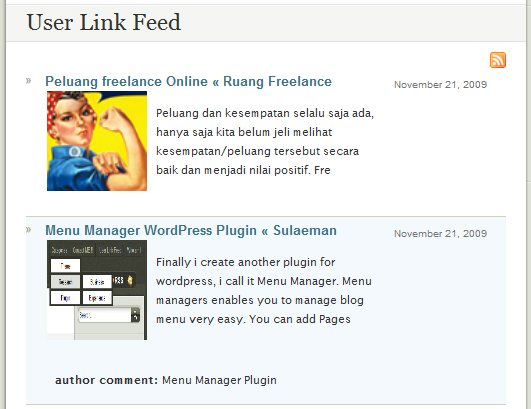 User Link Feed
» Peluang freelance Online « Ruang Freelance
November 21, 2009
Peluang dan kesempatan selalu saja ada,
hanya saja kita belum jeli melihat
kesempatan/peluang tersebut secara
baik dan menjadi nilai positif. Fre
» Menu Manager WordPress Plugin « Sulaeman
November 21, 2009
Finally i create another plugin for
wordpress, i call it Menu Manager. Menu
managers enables you to manage blog
menu very easy. You can add Pages
author comment: Menu Manager Plugin